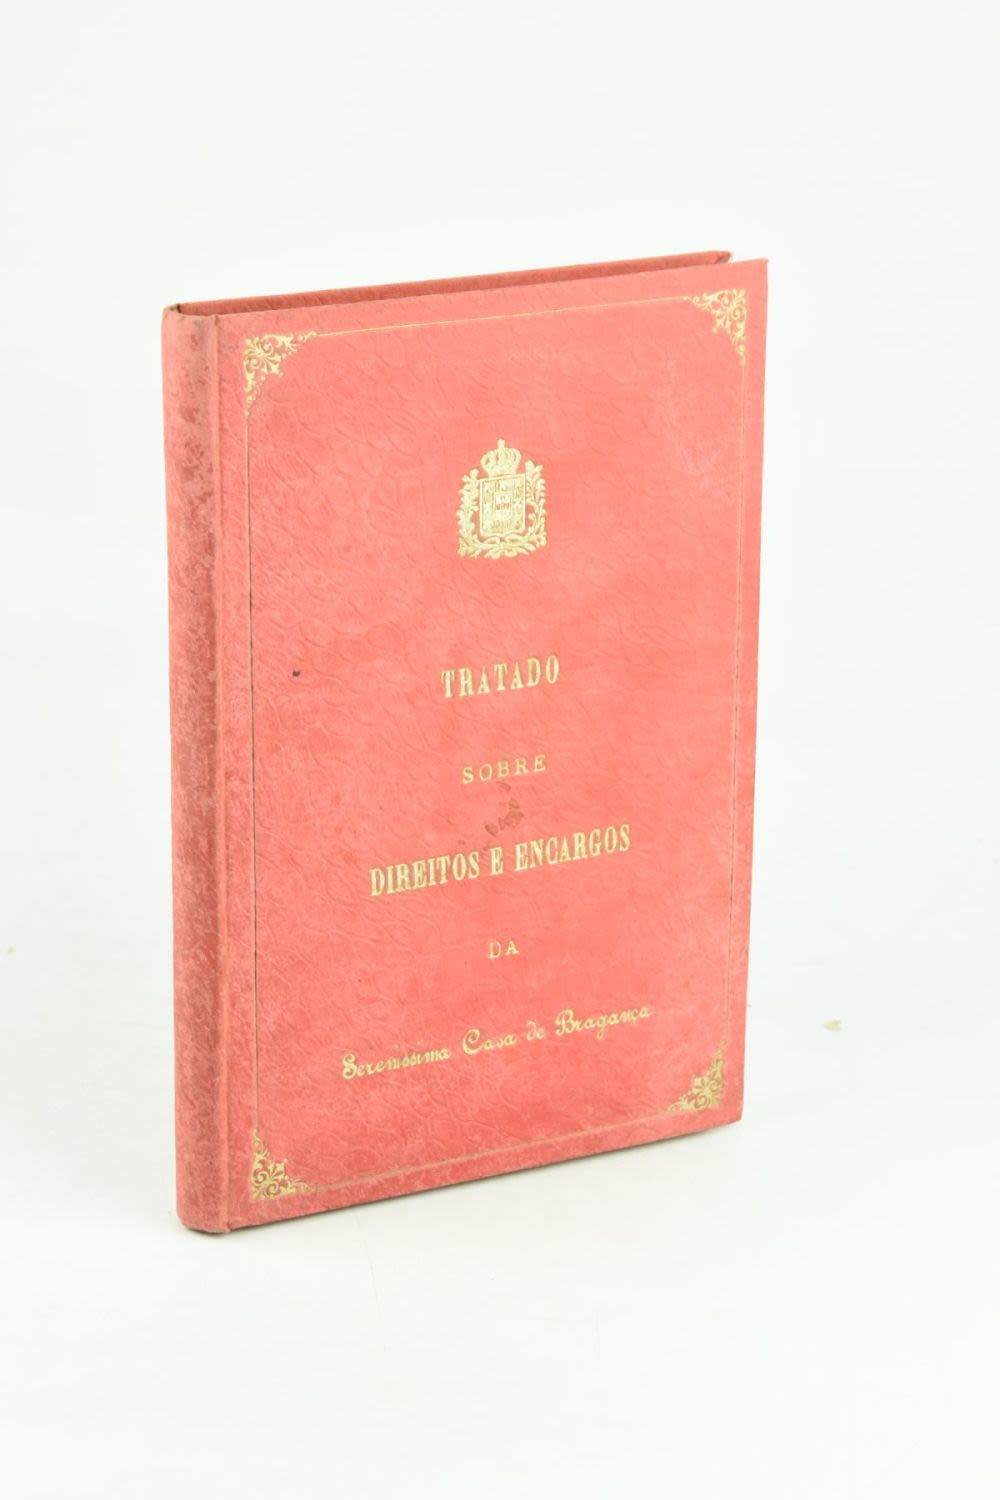 TRATADO
SOBRE
DIREITOS E ENCARGOS
DA
Serenissima Casa de Bragança